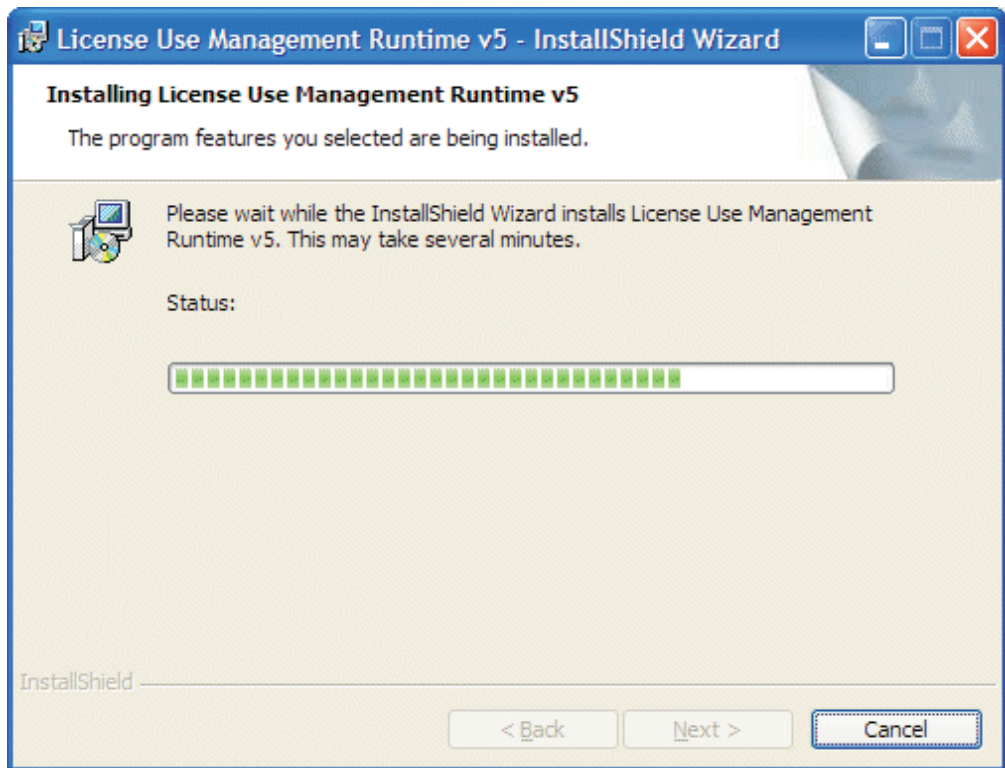 License Use Management Runtime v5 - InstallShield Wizard
Installing License Use Management Runtime v5
The program features you selected are being installed.
Please wait while the InstallShield Wizard installs License Use Management
Runtime v5. This may take several minutes.
Status:
InstallShield
< Back Next > Cancel